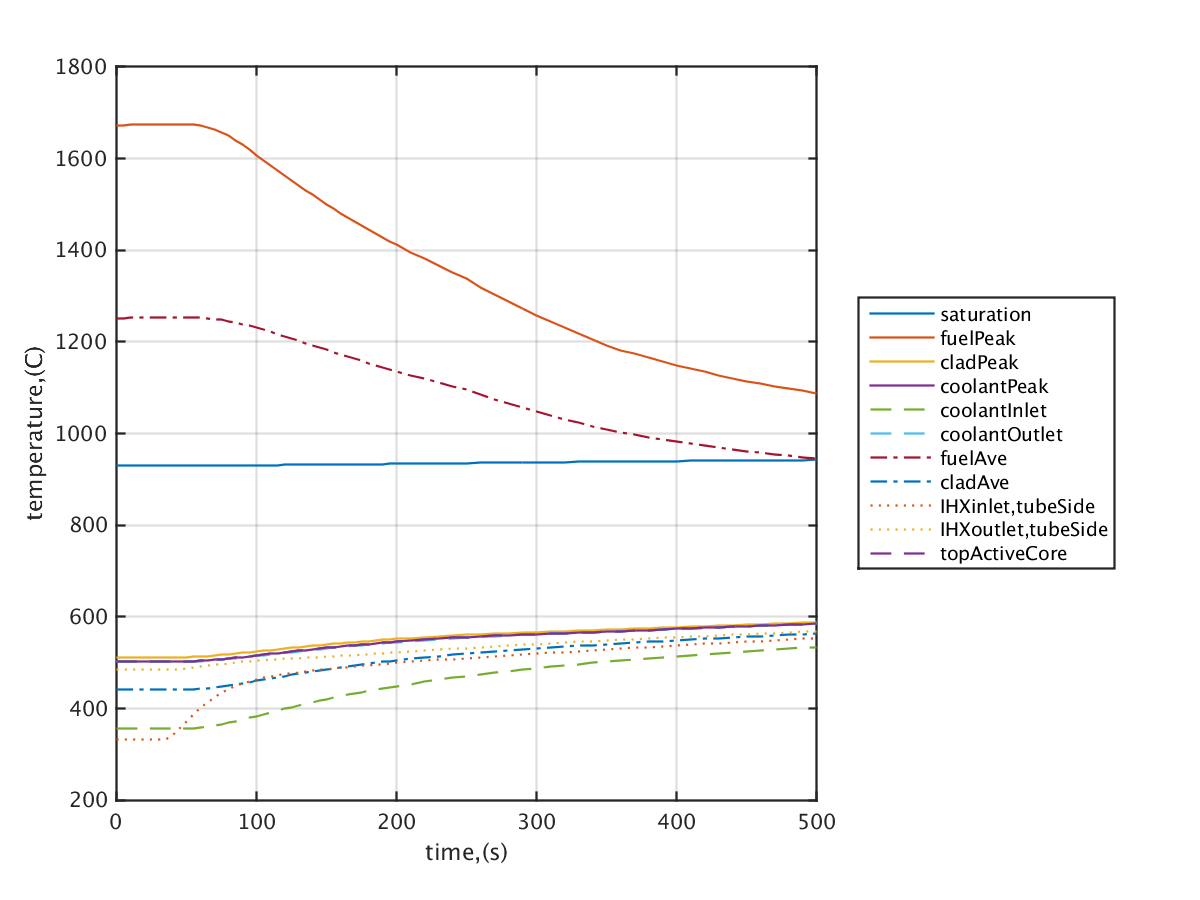 1800
1600
1400
1200
1000
800
600
400
200
temperature,(C)
0 100 200 300 400 500
time,(s)
saturation
fuelPeak
cladPeak
coolantPeak
coolantInlet
coolantOutlet
fuelAve
cladAve
IHXinlet,tubeSide
IHXoutlet,tubeSide
topActiveCore